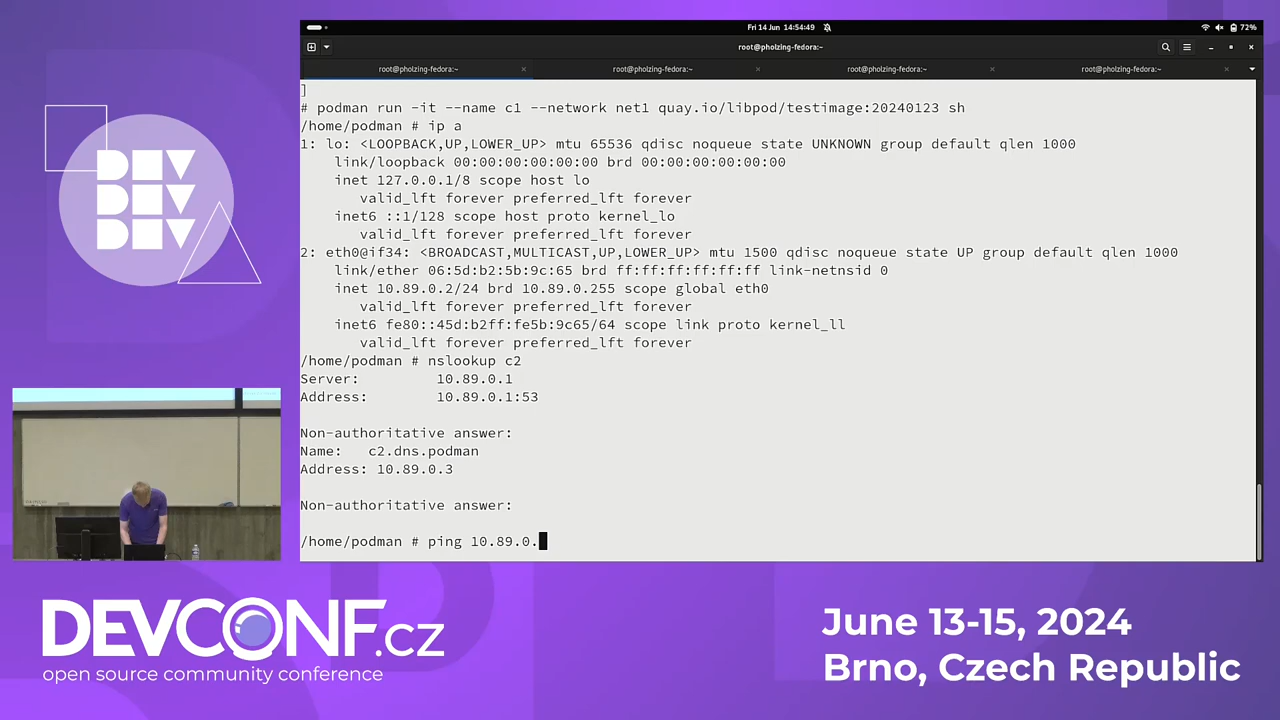 Fri 14 Jun 14:54:49
72%
root@pholzing-fedora:~
root@pholzing-fedora:~
root@pholzing-fedora:~
root@pholzing-fedora:~
root@pholzing-fedora:~
]
# podman run -it --name c1 --network net1 quay.io/libpod/testimage:20240123 sh
/home/podman # ip a
1: lo: <LOOPBACK,UP,LOWER_UP> mtu 65536 qdisc noqueue state UNKNOWN group default qlen 1000
link/loopback 00:00:00:00:00:00 brd 00:00:00:00:00:00
inet 127.0.0.1/8 scope host lo
valid_lft forever preferred_lft forever
inet6 ::1/128 scope host proto kernel_lo
valid_lft forever preferred_lft forever
2: eth0@if34: <BROADCAST,MULTICAST,UP,LOWER_UP> mtu 1500 qdisc noqueue state UP group default qlen 1000
link/ether 06:5d:b2:5b:9c:65 brd ff:ff:ff:ff:ff:ff link-netnsid 0
inet 10.89.0.2/24 brd 10.89.0.255 scope global eth0
valid_lft forever preferred_lft forever
inet6 fe80::45d:b2ff:fe5b:9c65/64 scope link proto kernel_ll
valid_lft forever preferred_lft forever
/home/podman # nslookup c2
Server: 10.89.0.1
Address: 10.89.0.1:53
Non-authoritative answer:
Name: c2.dns.podman
Address: 10.89.0.3
Non-authoritative answer:
/home/podman # ping 10.89.0.
DEV
DEV
DEV
DEVCONF.cz
open source community conference
June 13-15, 2024
Brno, Czech Republic